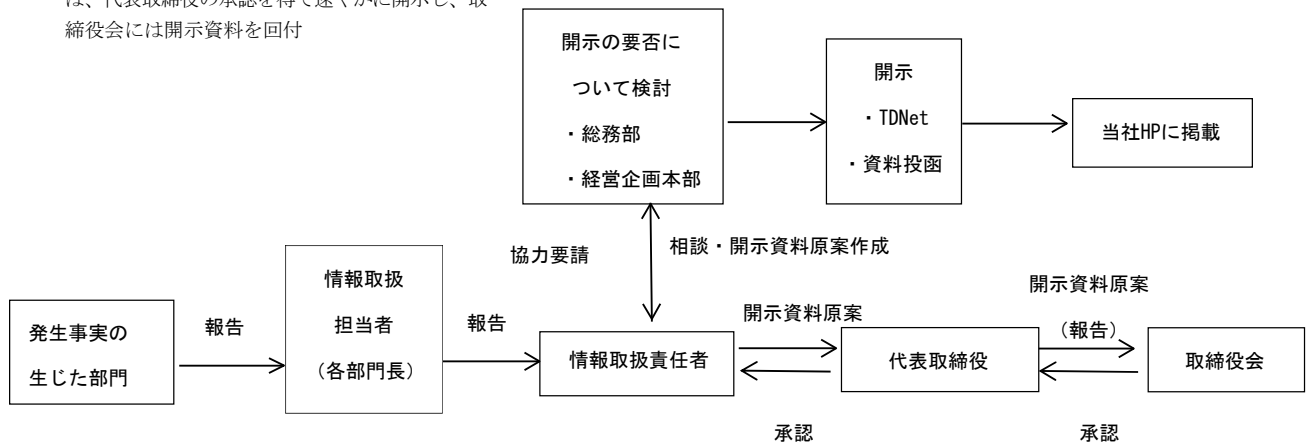 は、代表取締役の承認を得て速やかに開示し、取
締役会には開示資料を回付
開示の要否に
ついて検討
・総務部
・経営企画本部
開示
・TDNet
・資料投函
当社HPに掲載
協力要請
相談・開示資料原案作成
発生事実の
生じた部門
報告
情報取扱
担当者
(各部門長)
報告
情報取扱責任者
開示資料原案
代表取締役
開示資料原案
(報告)
取締役会
承認
承認